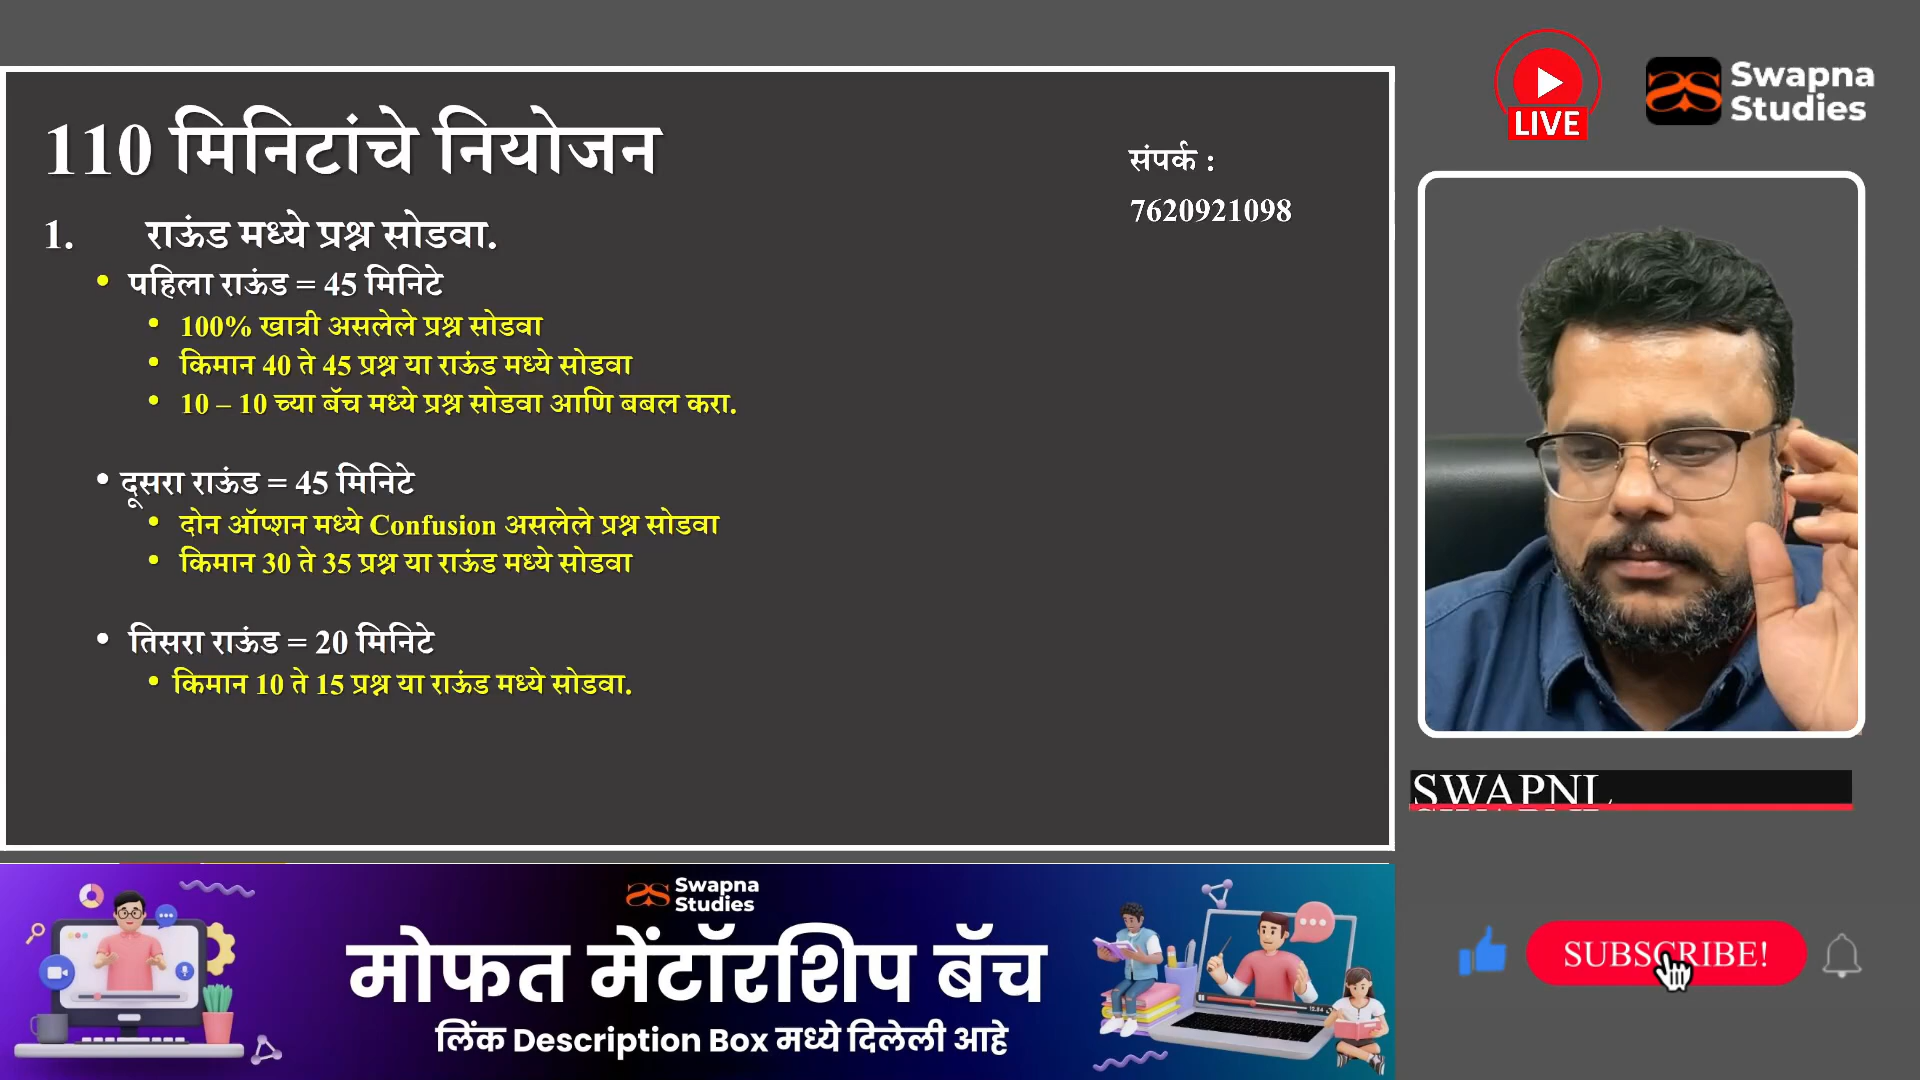 110 मिनिटांचे नियोजन
संपर्क :
7620921098
1. राऊंड मध्ये प्रश्न सोडवा.
• पहिला राऊंड = 45 मिनिटे
• 100% खात्री असलेले प्रश्न सोडवा
• किमान 40 ते 45 प्रश्न या राऊंड मध्ये सोडवा
• 10 – 10 च्या बॅच मध्ये प्रश्न सोडवा आणि बबल करा.
• दूसरा राऊंड = 45 मिनिटे
• दोन ऑप्शन मध्ये Confusion असलेले प्रश्न सोडवा
• किमान 30 ते 35 प्रश्न या राऊंड मध्ये सोडवा
• तिसरा राऊंड = 20 मिनिटे
• किमान 10 ते 15 प्रश्न या राऊंड मध्ये सोडवा.
LIVE
Swapna
Studies
SWAPNL
SUBSCRIBE!
Swapna
Studies
मोफत मेंटॉरशिप बॅच
लिंक Description Box मध्ये दिलेली आहे